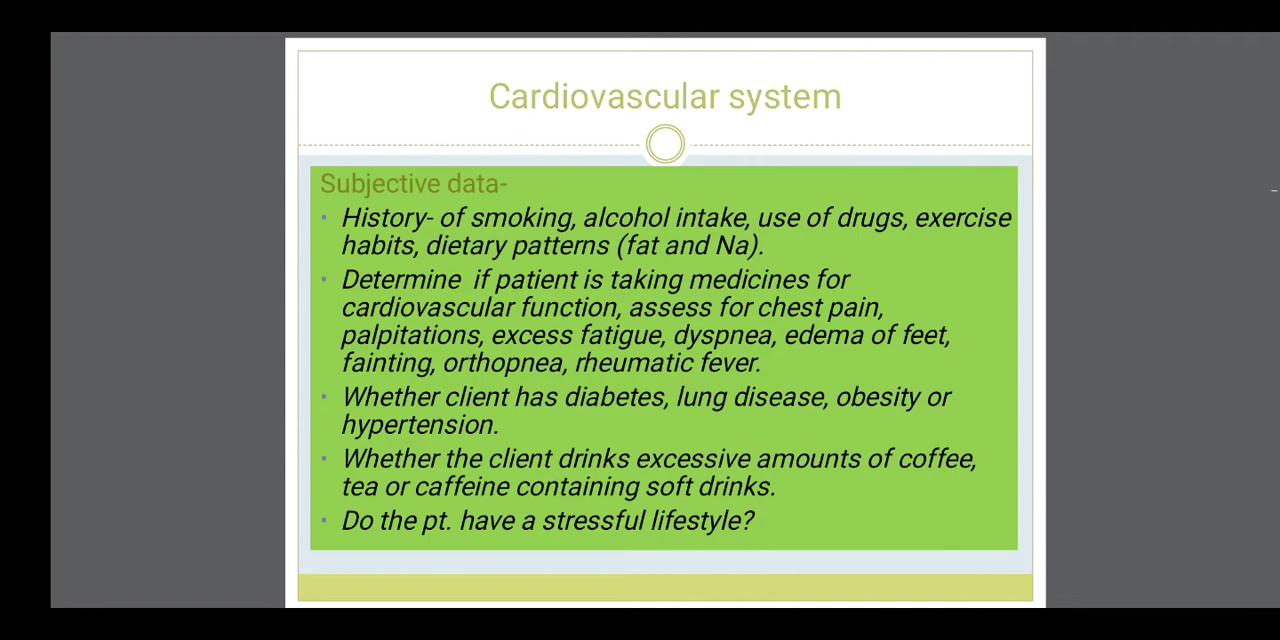 Cardiovascular system
Subjective data-
• History- of smoking, alcohol intake, use of drugs, exercise
habits, dietary patterns (fat and Na).
• Determine  if patient is taking medicines for
cardiovascular function, assess for chest pain,
palpitations, excess fatigue, dyspnea, edema of feet,
fainting, orthopnea, rheumatic fever.
• Whether client has diabetes, lung disease, obesity or
hypertension.
• Whether the client drinks excessive amounts of coffee,
tea or caffeine containing soft drinks.
• Do the pt. have a stressful lifestyle?